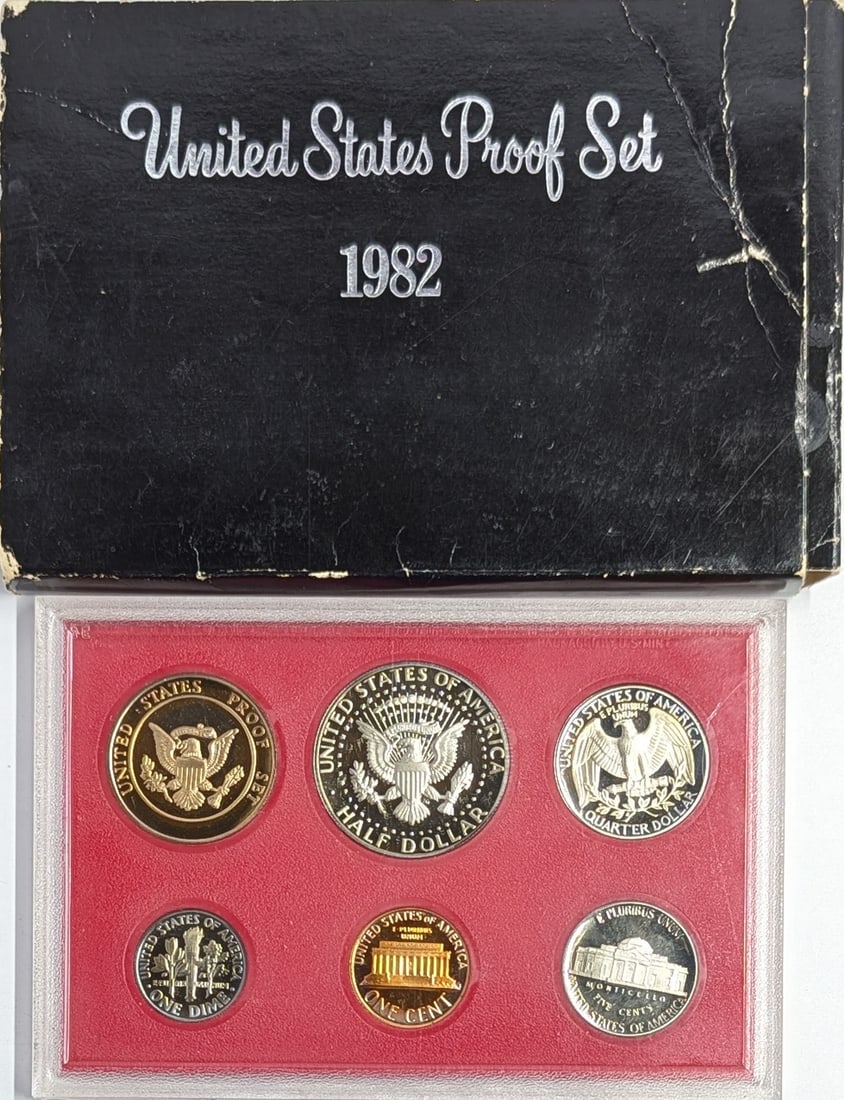 United States Proof Set
1982
UNITED STATES PROOF SET
UNITED STATES OF AMERICA
HALF DOLLAR
UNITED STATES OF AMERICA
E PLURIBUS
UNUM
QUARTER DOLLAR
UNITED STATES OF AMERICA
ONE DIME
UNITED STATES OF AMERICA
E PLURIBUS
UNUM
ONE CENT
E PLURIBUS UNUM
MONTICELLO
FIVE CENTS
UNITED STATES OF AMERICA